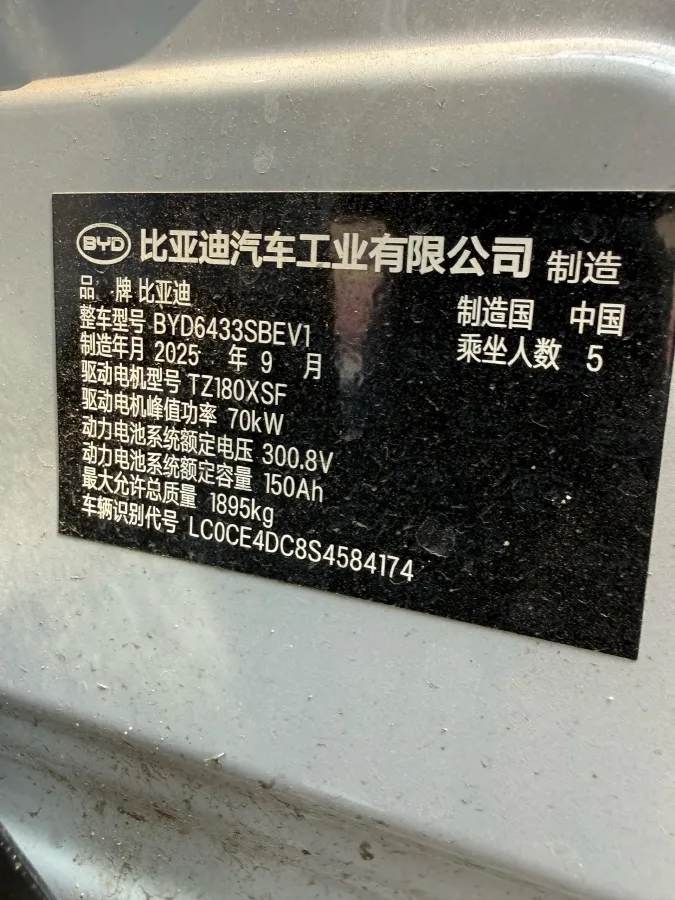 BYD 比亚迪汽车工业有限公司 制造
品 牌 比亚迪
制造国 中国
整车型号 BYD6433SBEV1
乘坐人数 5
制造年月 2025 年 9 月
驱动电机型号 TZ180XSF
驱动电机峰值功率 70kW
动力电池系统额定电压 300.8V
动力电池系统额定容量 150Ah
最大允许总质量 1895kg
车辆识别代号 LC0CE4DC8S4584174